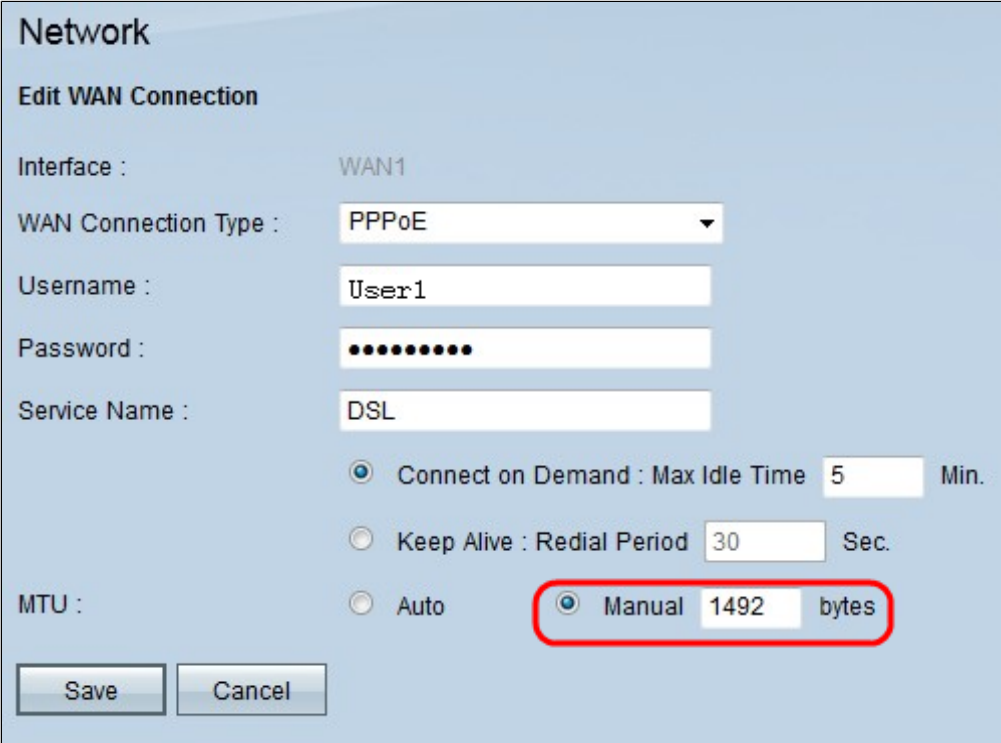 Network
Edit WAN Connection
Interface : WAN1
WAN Connection Type : PPPoE
Username : User1
Password : •••••••••
Service Name : DSL
Connect on Demand : Max Idle Time 5 Min.
Keep Alive : Redial Period 30 Sec.
MTU : Auto Manual 1492 bytes
Save Cancel